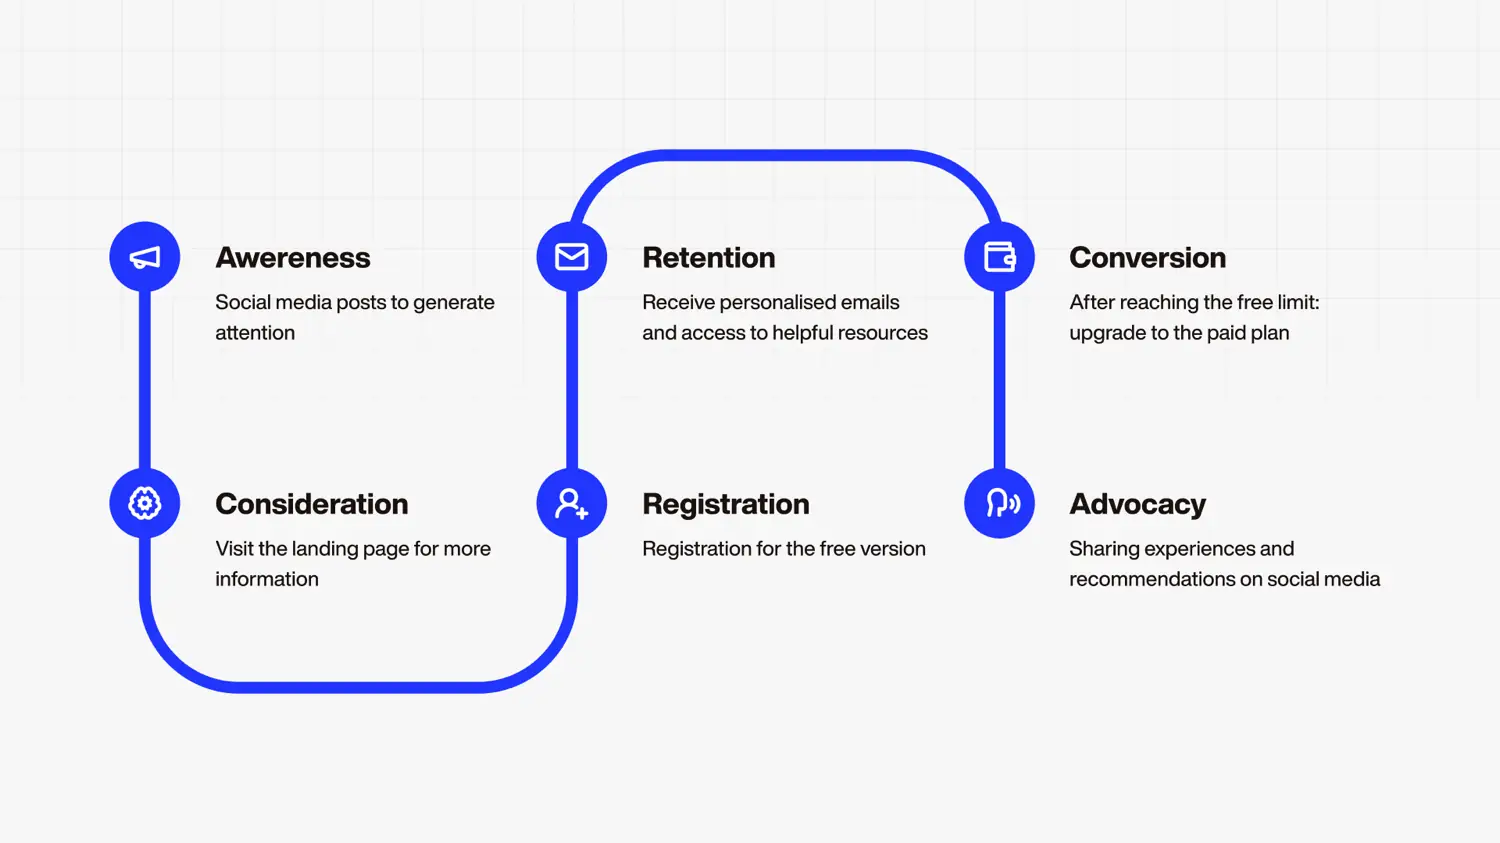 Awereness
Social media posts to generate
attention
Consideration
Visit the landing page for more
information
Registration
Registration for the free version
Retention
Receive personalised emails
and access to helpful resources
Conversion
After reaching the free limit:
upgrade to the paid plan
Advocacy
Sharing experiences and
recommendations on social media